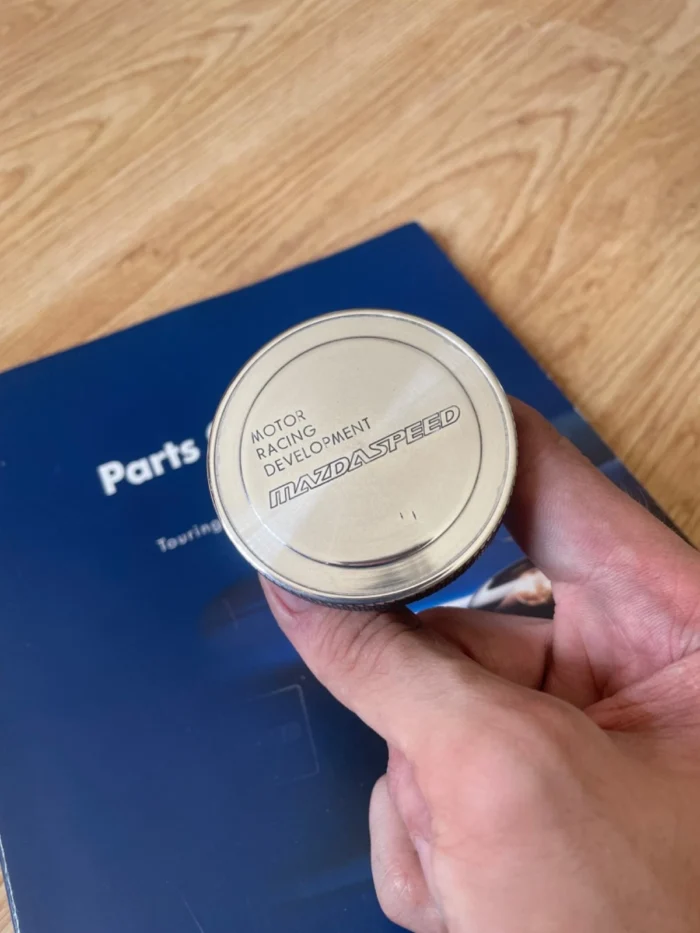 MOTOR
RACING
DEVELOPMENT
MAZDASPEED
Parts
Touring